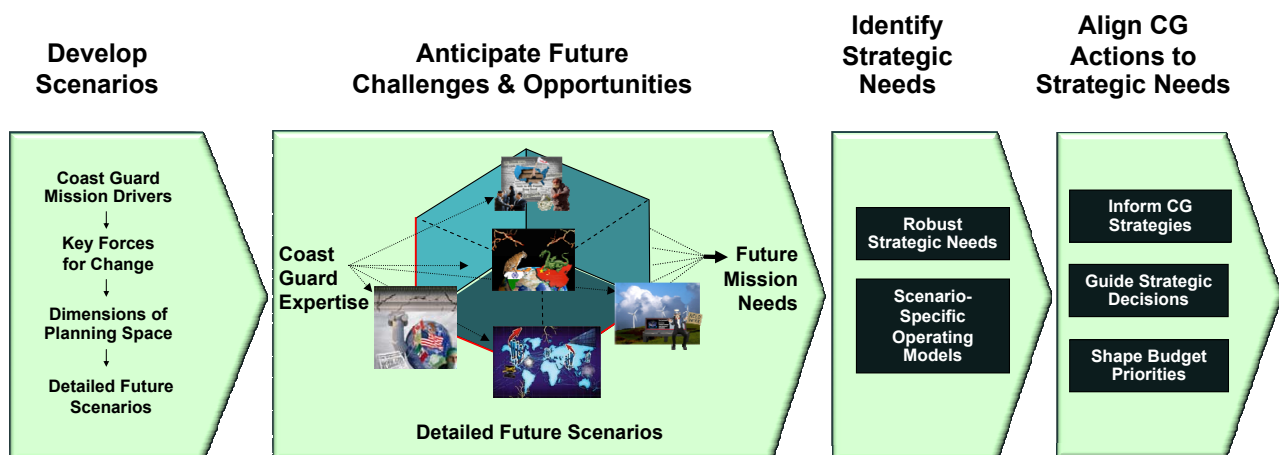 Develop
Scenarios
Anticipate Future
Challenges & Opportunities
Identify
Strategic
Needs
Align CG
Actions to
Strategic Needs
Coast Guard
Mission Drivers
Key Forces
for Change
Dimensions of
Planning Space
Detailed Future
Scenarios
Coast
Guard
Expertise
Future
Mission
Needs
Detailed Future Scenarios
Robust
Strategic Needs
Scenario-
Specific
Operating
Models
Inform CG
Strategies
Guide Strategic
Decisions
Shape Budget
Priorities